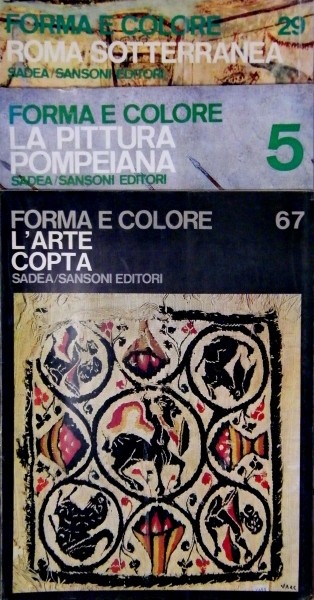 FORMA E COLORE 29
ROMA SOTTERRANEA
SADEA/SANSONI EDITORI
FORMA E COLORE
LA PITTURA 5
POMPEIANA
SADEA/SANSONI EDITORI
FORMA E COLORE 67
L'ARTE
COPTA
SADEA/SANSONI EDITORI